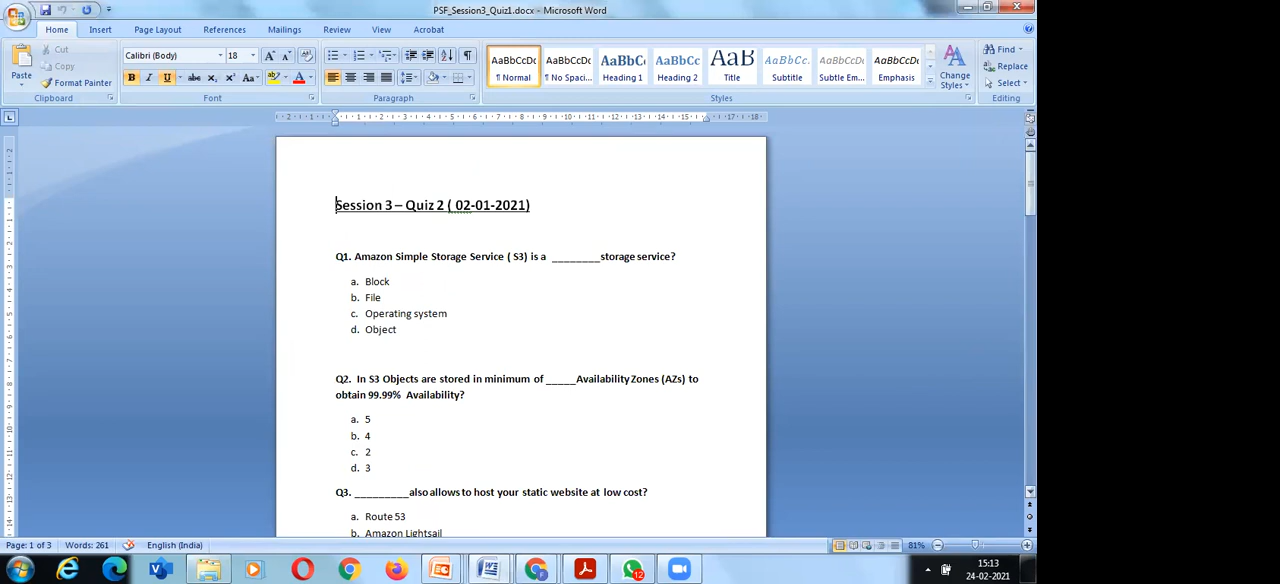 PSF_Session3_Quiz1.docx - Microsoft Word
Home Insert Page Layout References Mailings Review View Acrobat
Paste
Cut
Copy
Format Painter
Clipboard
Calibri (Body) 18
Font
Paragraph
AaBbCcDc AaBbCcDc AaBbC AaBbCc AaB AaBbCc. AaBbCcDc AaBbCcDc
¶ Normal ¶ No Spaci... Heading 1 Heading 2 Title Subtitle Subtle Em... Emphasis
Styles
Change Styles
Find
Replace
Select
Editing
Session 3 – Quiz 2 ( 02-01-2021)
Q1. Amazon Simple Storage Service ( S3) is a ________storage service?
a. Block
b. File
c. Operating system
d. Object
Q2. In S3 Objects are stored in minimum of _____Availability Zones (AZs) to
obtain 99.99% Availability?
a. 5
b. 4
c. 2
d. 3
Q3. _________also allows to host your static website at low cost?
a. Route 53
b. Amazon Lightsail
Page: 1 of 3 Words: 261 English (India) 81%
12
15:13
24-02-2021